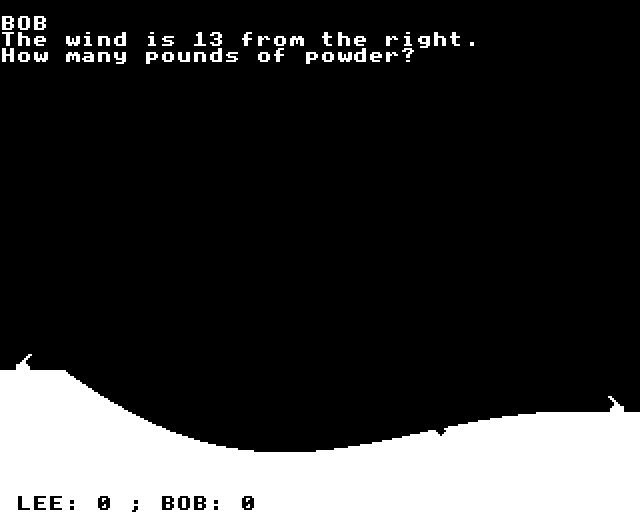 BOB
The wind is 13 from the right.
How many pounds of powder?
LEE: 0 ; BOB: 0